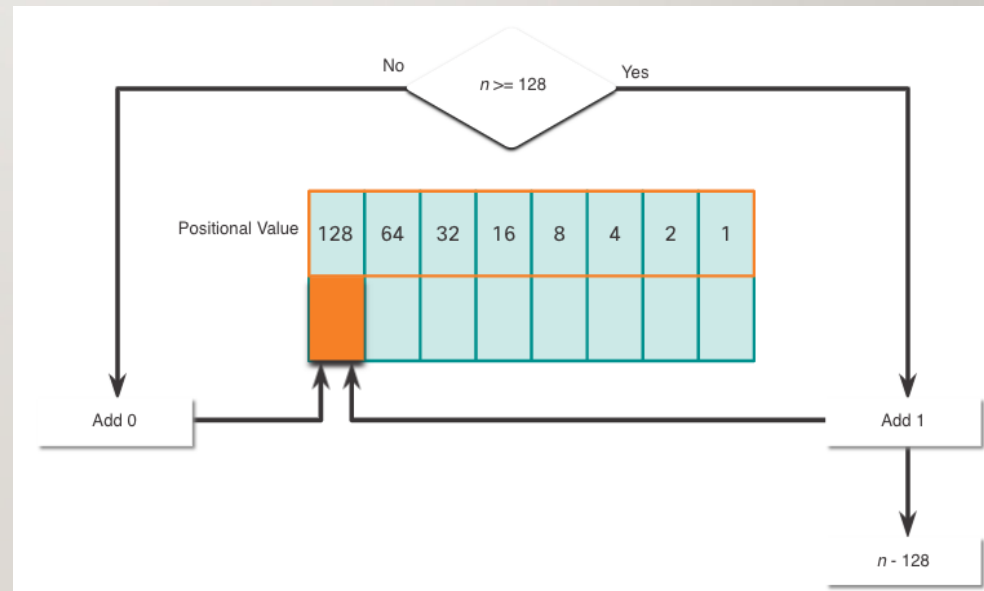 n >= 128
No
Yes
Positional Value
128 64 32 16 8 4 2 1
Add 0
Add 1
n - 128